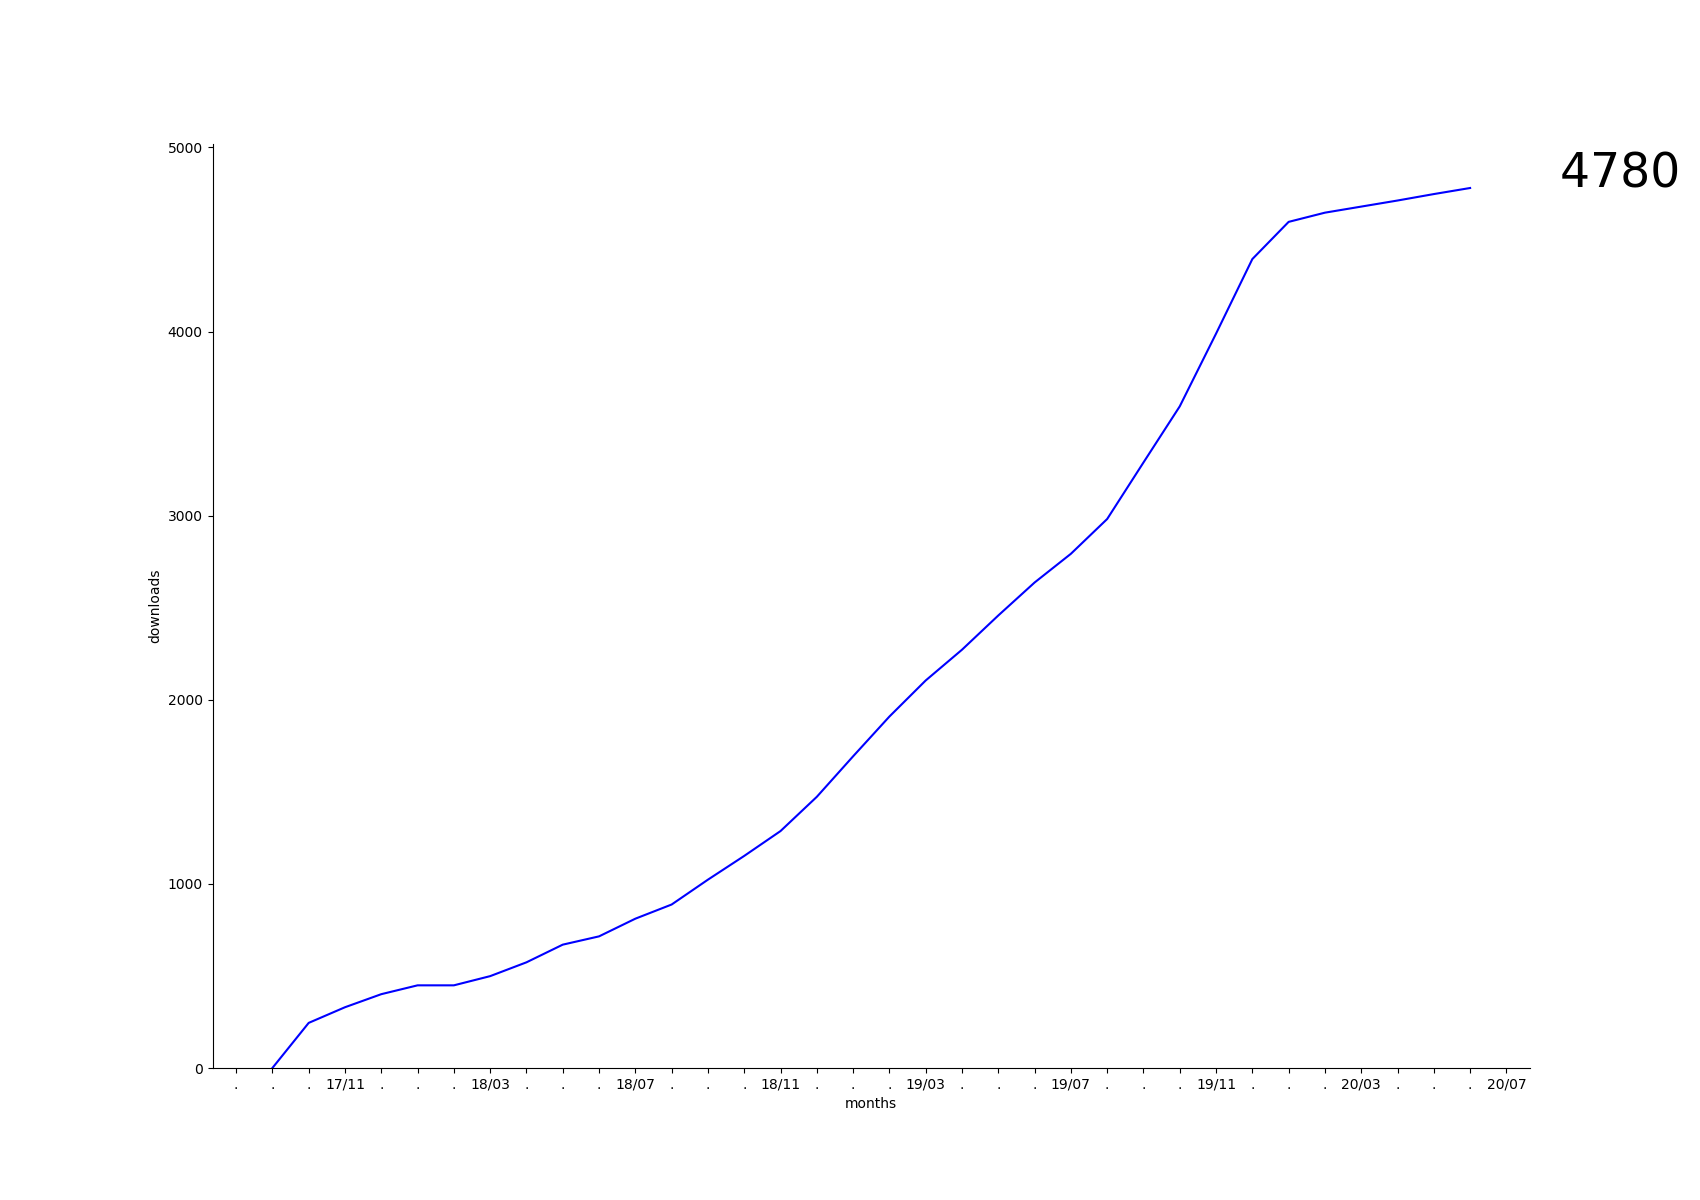 4780
5000
4000
3000
2000
1000
0
downloads
. . . 17/11 . . . 18/03 . . . 18/07 . . . 18/11 . . . 19/03 . . . 19/07 . . . 19/11 . . . 20/03 . . . 20/07
months